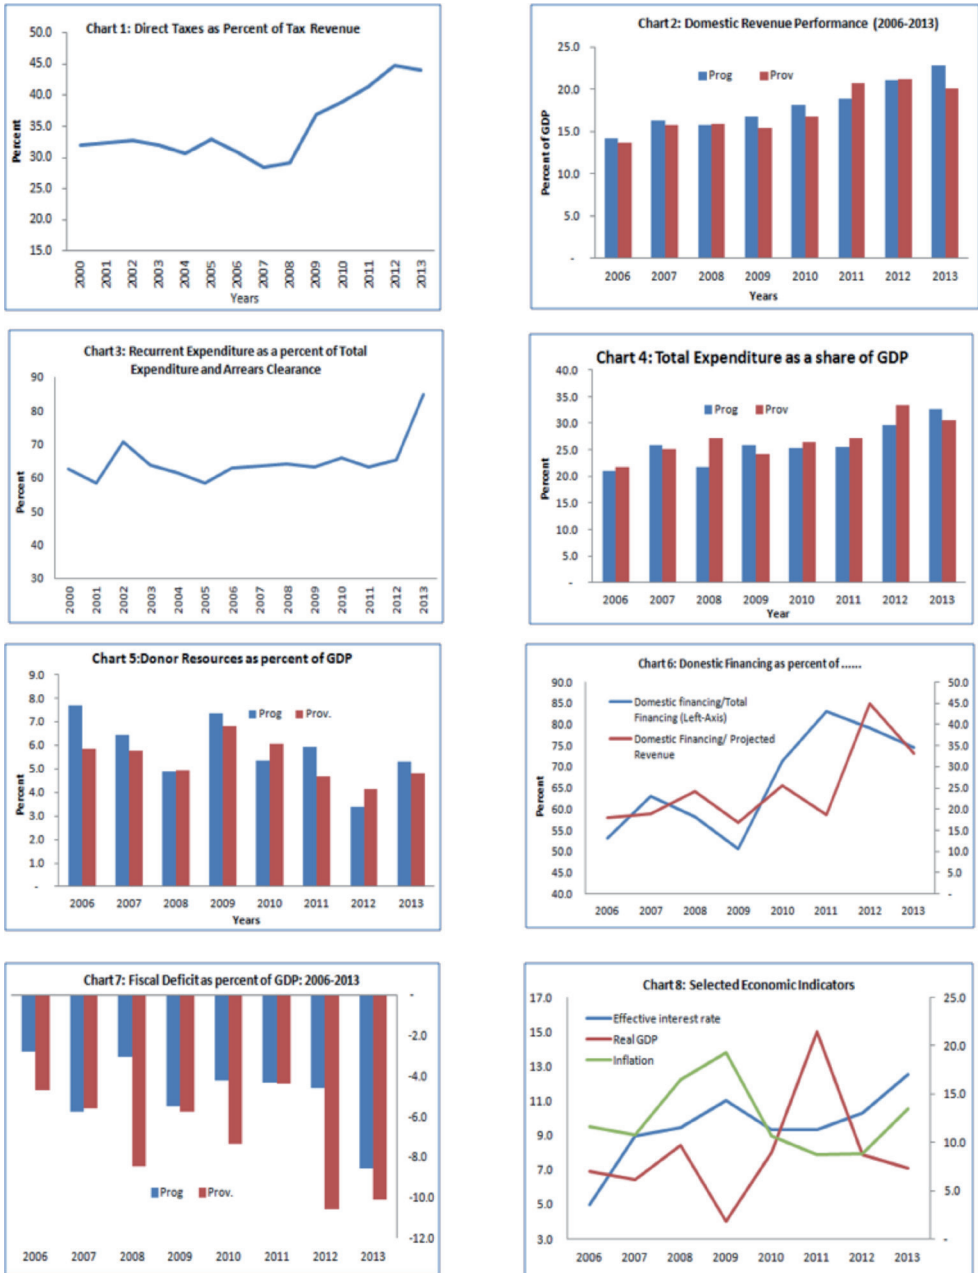 Chart 1: Direct Taxes as Percent of Tax Revenue
50.0
45.0
40.0
35.0
30.0
25.0
20.0
15.0
Percent
2000 2001 2002 2003 2004 2005 2006 2007 2008 2009 2010 2011 2012 2013
Years
Chart 2: Domestic Revenue Performance (2006-2013)
25.0
20.0
15.0
10.0
5.0
-
Percent of GDP
Prog Prov
2006 2007 2008 2009 2010 2011 2012 2013
Years
Chart 3: Recurrent Expenditure as a percent of Total
Expenditure and Arrears Clearance
90
80
70
60
50
40
30
Percent
2000 2001 2002 2003 2004 2005 2006 2007 2008 2009 2010 2011 2012 2013
Chart 4: Total Expenditure as a share of GDP
40.0
35.0
30.0
25.0
20.0
15.0
10.0
5.0
-
Percent
Prog Prov
2006 2007 2008 2009 2010 2011 2012 2013
Year
Chart 5:Donor Resources as percent of GDP
9.0
8.0
7.0
6.0
5.0
4.0
3.0
2.0
1.0
-
Percent
Prog Prov.
2006 2007 2008 2009 2010 2011 2012 2013
Years
Chart 6: Donestic Financing as percent of ......
90.0
85.0
80.0
75.0
70.0
65.0
60.0
55.0
50.0
45.0
40.0
Percent
Domestic financing/Total
Financing (Left-Axis)
Domestic Financing/ Projected
Revenue
50.0
45.0
40.0
35.0
30.0
25.0
20.0
15.0
10.0
5.0
-
2006 2007 2008 2009 2010 2011 2012 2013
Chart 7: Fiscal Deficit as percent of GDP: 2006-2013
-
-2.0
-4.0
-6.0
-8.0
-10.0
-12.0
Prog Prov.
2006 2007 2008 2009 2010 2011 2012 2013
Chart 8: Selected Economic Indicators
17.0
15.0
13.0
11.0
9.0
7.0
5.0
3.0
Effective interest rate
Real GDP
Inflation
25.0
20.0
15.0
10.0
5.0
-
2006 2007 2008 2009 2010 2011 2012 2013